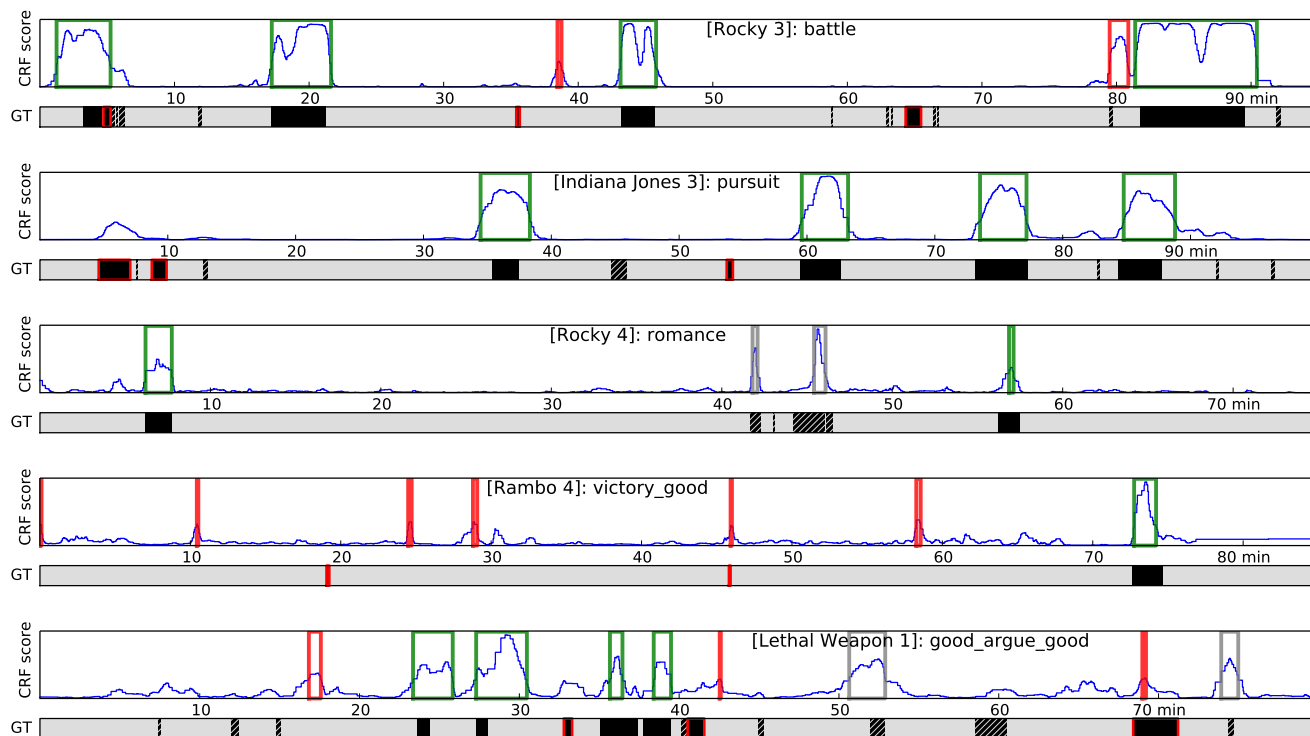 [Rocky 3]: battle
CRF score
10 20 30 40 50 60 70 80 90 min
GT
[Indiana Jones 3]: pursuit
CRF score
10 20 30 40 50 60 70 80 90 min
GT
[Rocky 4]: romance
CRF score
10 20 30 40 50 60 70 min
GT
[Rambo 4]: victory_good
CRF score
10 20 30 40 50 60 70 80 min
GT
[Lethal Weapon 1]: good_argue_good
CRF score
10 20 30 40 50 60 70 min
GT